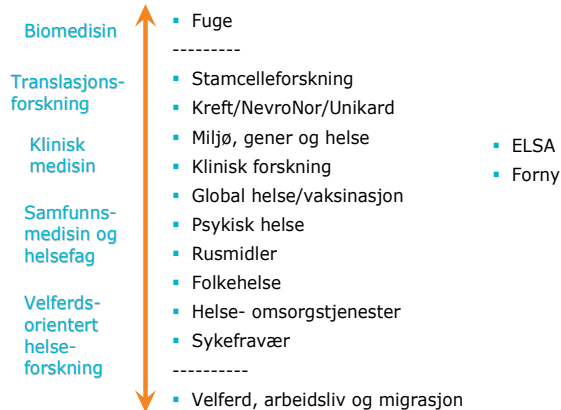 Biomedisin
Translasjons-
forskning
Klinisk
medisin
Samfunns-
medisin og
helsefag
Velferds-
orientert
helse-
forskning
▪ Fuge
---------
▪ Stamcelleforskning
▪ Kreft/NevroNor/Unikard
▪ Miljø, gener og helse
▪ Klinisk forskning
▪ Global helse/vaksinasjon
▪ Psykisk helse
▪ Rusmidler
▪ Folkehelse
▪ Helse- omsorgstjenester
▪ Sykefravær
----------
▪ Velferd, arbeidsliv og migrasjon
▪ ELSA
▪ Forny